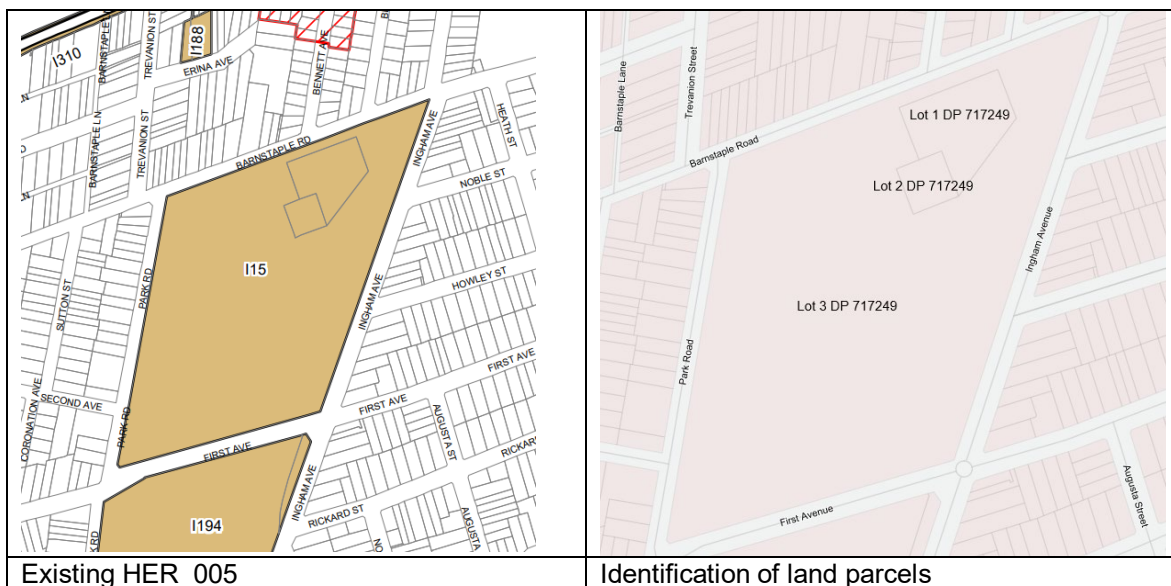 I310
BARNSTAPLE LN
TREVANION ST
I188
ERINA AVE
BENNETT AVE
BARNSTAPLE LN
TREVANION ST
BARNSTAPLE RD
INGHAM AVE
HEATH ST
NOBLE ST
I15
PARK RD
SUTTON ST
INGHAM AVE
HOWLEY ST
FIRST AVE
SECOND AVE
CORONATION AVE
PARK RD
FIRST AVE
FIRST AVE
AUGUSTA ST
INGHAM AVE
RICKARD ST
I194
AUGUSTA
Existing HER_005
Barnstaple Lane
Trevanion Street
Lot 1 DP 717249
Barnstaple Road
Lot 2 DP 717249
Ingham Avenue
Lot 3 DP 717249
Park Road
First Avenue
Augusta Street
Identification of land parcels